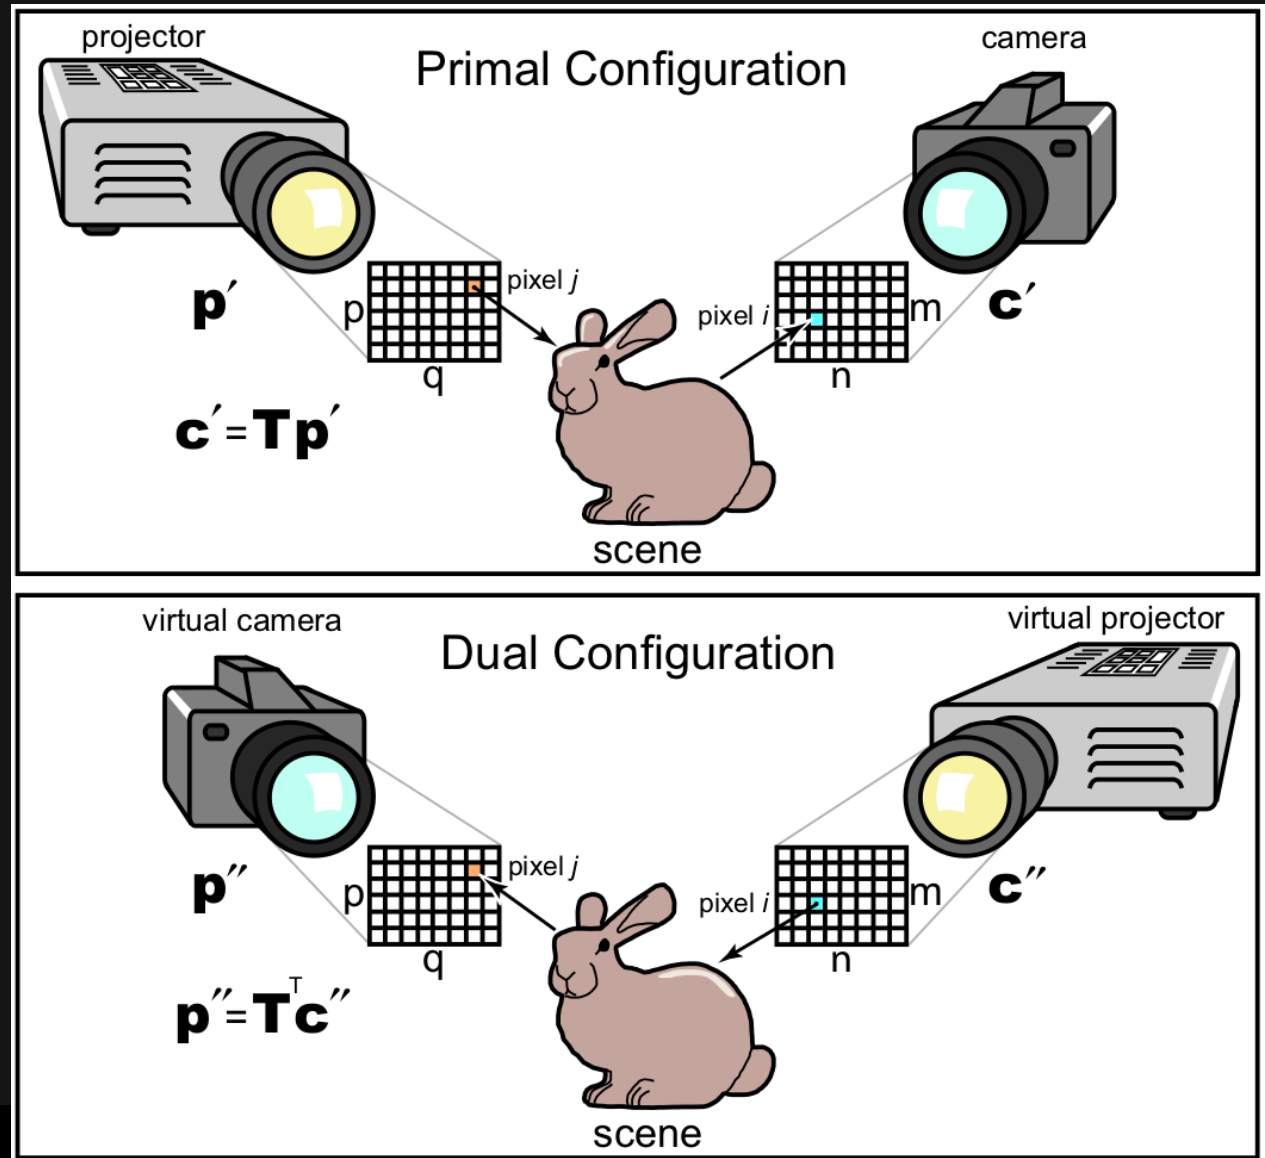 projector
Primal Configuration
camera
p′
p
q
pixel j
pixel i
m
n
c′
c′=Tp′
scene
virtual camera
Dual Configuration
virtual projector
p″
p
q
pixel j
pixel i
m
n
c″
p″=Tᵀc″
scene